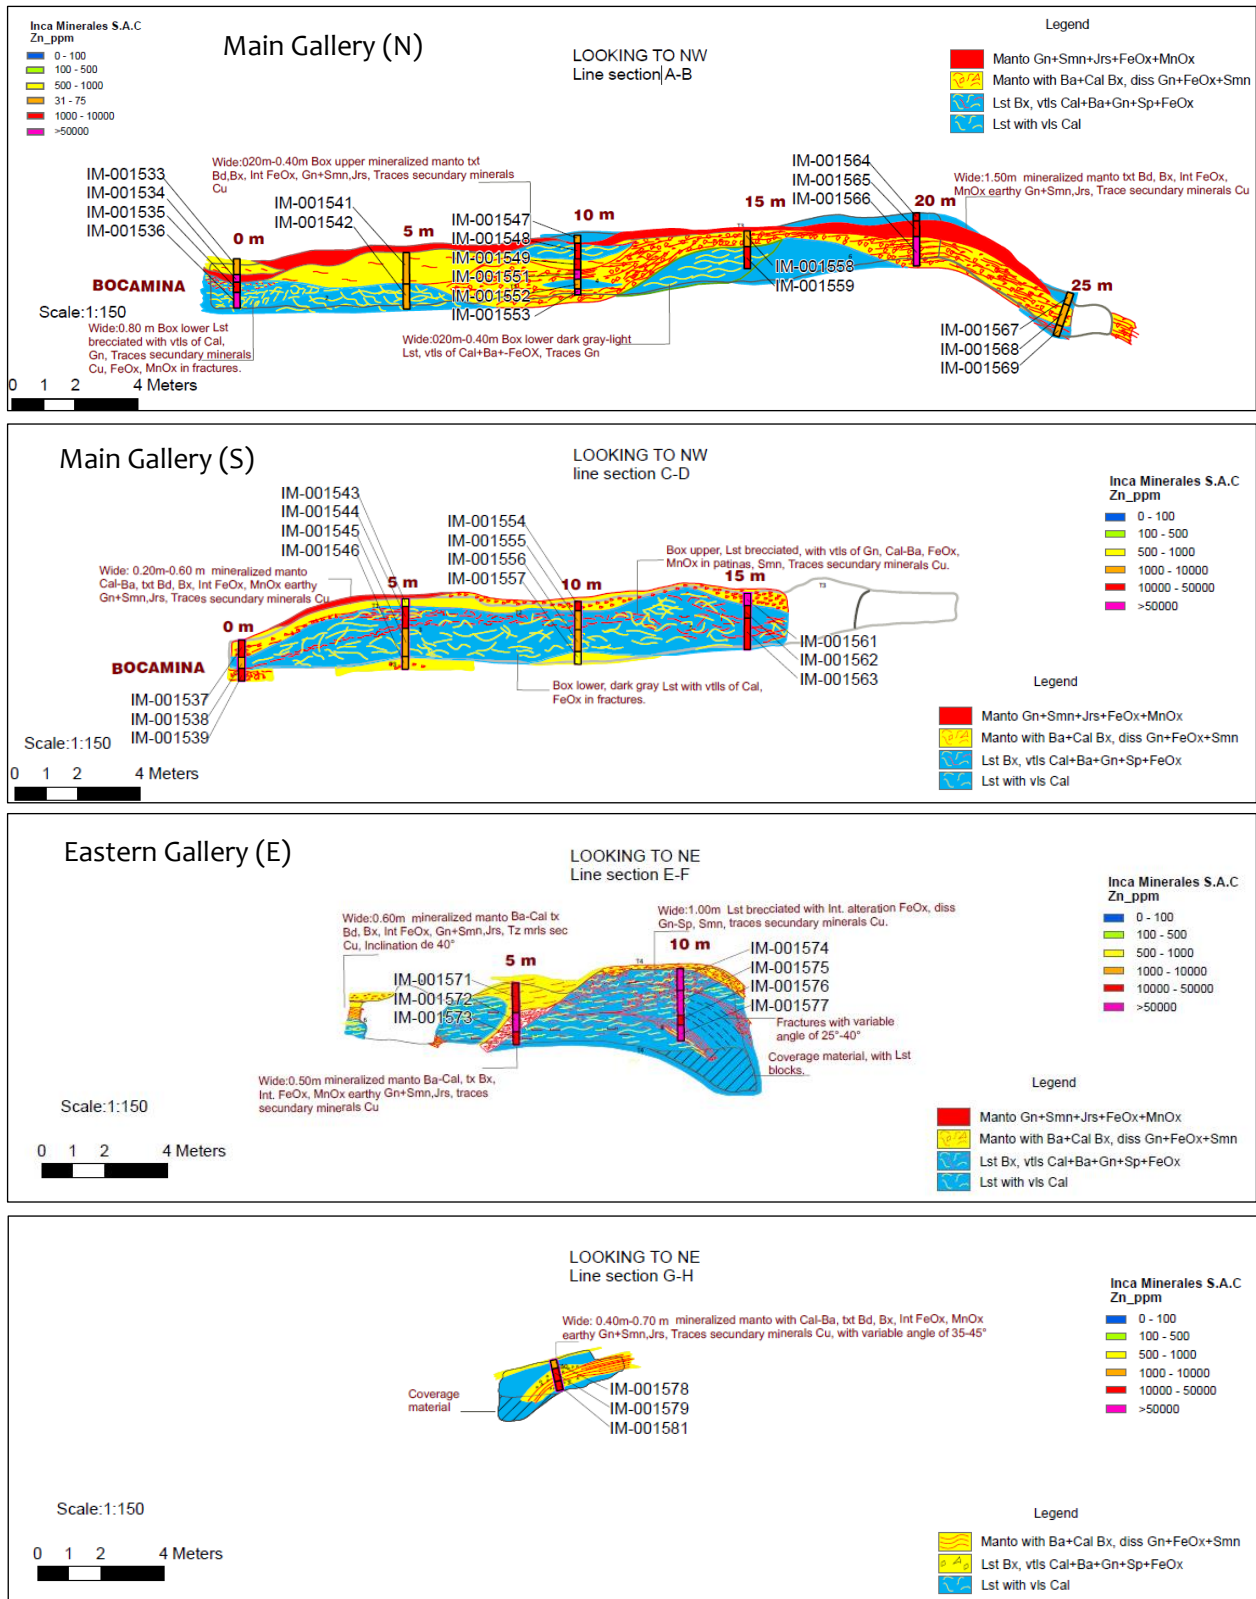 Inca Minerales S.A.C
Zn_ppm
0 - 100
100 - 500
500 - 1000
31 - 75
1000 - 10000
>50000
Main Gallery (N)
LOOKING TO NW
Line section A-B
Legend
Manto Gn+Smn+Jrs+FeOx+MnOx
Manto with Ba+Cal Bx, diss Gn+FeOx+Smn
Lst Bx, vtls Cal+Ba+Gn+Sp+FeOx
Lst with vls Cal
Wide:020m-0.40m Box upper mineralized manto txt
Bd,Bx, Int FeOx, Gn+Smn,Jrs, Traces secundary minerals
Cu
IM-001533
IM-001534
IM-001535
IM-001536
IM-001541
IM-001542
IM-001547
IM-001548
IM-001549
IM-001551
IM-001552
IM-001553
IM-001564
IM-001565
IM-001566
IM-001558
IM-001559
IM-001567
IM-001568
IM-001569
Wide:1.50m mineralized manto txt Bd, Bx, Int FeOx,
MnOx earthy Gn+Smn,Jrs, Trace secundary minerals Cu
0 m
5 m
10 m
15 m
20 m
25 m
BOCAMINA
Scale:1:150
Wide:0.80 m Box lower Lst
brecciated with vtls of Cal,
Gn, Traces secundary minerals
Cu, FeOx, MnOx in fractures.
Wide:020m-0.40m Box lower dark gray-light
Lst, vtls of Cal+Ba+-FeOX, Traces Gn
0 1 2 4 Meters
Main Gallery (S)
LOOKING TO NW
line section C-D
Inca Minerales S.A.C
Zn_ppm
0 - 100
100 - 500
500 - 1000
1000 - 10000
10000 - 50000
>50000
IM-001543
IM-001544
IM-001545
IM-001546
IM-001554
IM-001555
IM-001556
IM-001557
Wide: 0.20m-0.60 m mineralized manto
Cal-Ba, txt Bd, Bx, Int FeOx, MnOx earthy
Gn+Smn,Jrs, Traces secundary minerals Cu
Box upper, Lst brecciated, with vtls of Gn, Cal-Ba, FeOx,
MnOx in patinas, Smn, Traces secundary minerals Cu.
0 m
5 m
10 m
15 m
T3
BOCAMINA
IM-001561
IM-001562
IM-001563
IM-001537
IM-001538
IM-001539
Box lower, dark gray Lst with vtlls of Cal,
FeOx in fractures.
Scale:1:150
0 1 2 4 Meters
Legend
Manto Gn+Smn+Jrs+FeOx+MnOx
Manto with Ba+Cal Bx, diss Gn+FeOx+Smn
Lst Bx, vtls Cal+Ba+Gn+Sp+FeOx
Lst with vls Cal
Eastern Gallery (E)
LOOKING TO NE
Line section E-F
Inca Minerales S.A.C
Zn_ppm
0 - 100
100 - 500
500 - 1000
1000 - 10000
10000 - 50000
>50000
Wide:0.60m mineralized manto Ba-Cal tx
Bd, Bx, Int FeOx, Gn+Smn,Jrs, Tz mrls sec
Cu, Inclination de 40°
Wide:1.00m Lst brecciated with Int. alteration FeOx, diss
Gn-Sp, Smn, traces secundary minerals Cu.
5 m
10 m
T4
IM-001571
IM-001572
IM-001573
IM-001574
IM-001575
IM-001576
IM-001577
Fractures with variable
angle of 25°-40°
Coverage material, with Lst
blocks.
Wide:0.50m mineralized manto Ba-Cal, tx Bx,
Int. FeOx, MnOx earthy Gn+Smn,Jrs, traces
secundary minerals Cu
Scale:1:150
0 1 2 4 Meters
Legend
Manto Gn+Smn+Jrs+FeOx+MnOx
Manto with Ba+Cal Bx, diss Gn+FeOx+Smn
Lst Bx, vtls Cal+Ba+Gn+Sp+FeOx
Lst with vls Cal
LOOKING TO NE
Line section G-H
Inca Minerales S.A.C
Zn_ppm
0 - 100
100 - 500
500 - 1000
1000 - 10000
10000 - 50000
>50000
Wide: 0.40m-0.70 m mineralized manto with Cal-Ba, txt Bd, Bx, Int FeOx, MnOx
earthy Gn+Smn,Jrs, Traces secundary minerals Cu, with variable angle of 35-45°
Coverage
material
IM-001578
IM-001579
IM-001581
Scale:1:150
0 1 2 4 Meters
Legend
Manto with Ba+Cal Bx, diss Gn+FeOx+Smn
Lst Bx, vtls Cal+Ba+Gn+Sp+FeOx
Lst with vls Cal